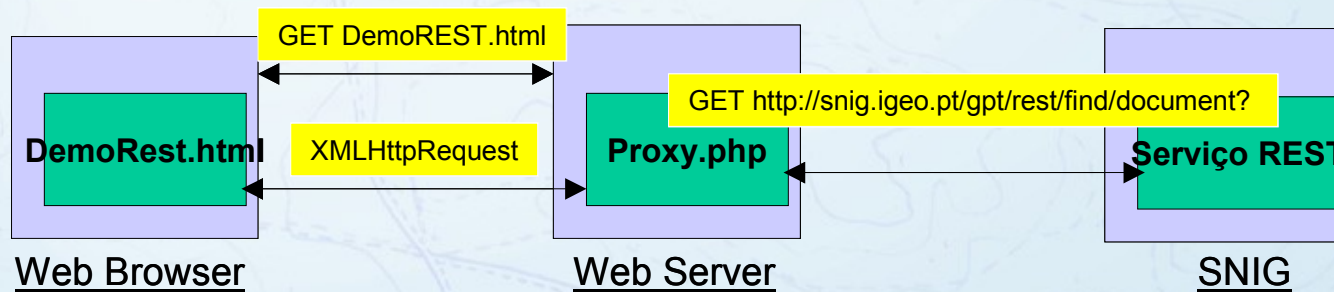 GET DemoREST.html
GET http://snig.igeo.pt/gpt/rest/find/document?
DemoRest.html
XMLHttpRequest
Proxy.php
Serviço REST
Web Browser
Web Server
SNIG